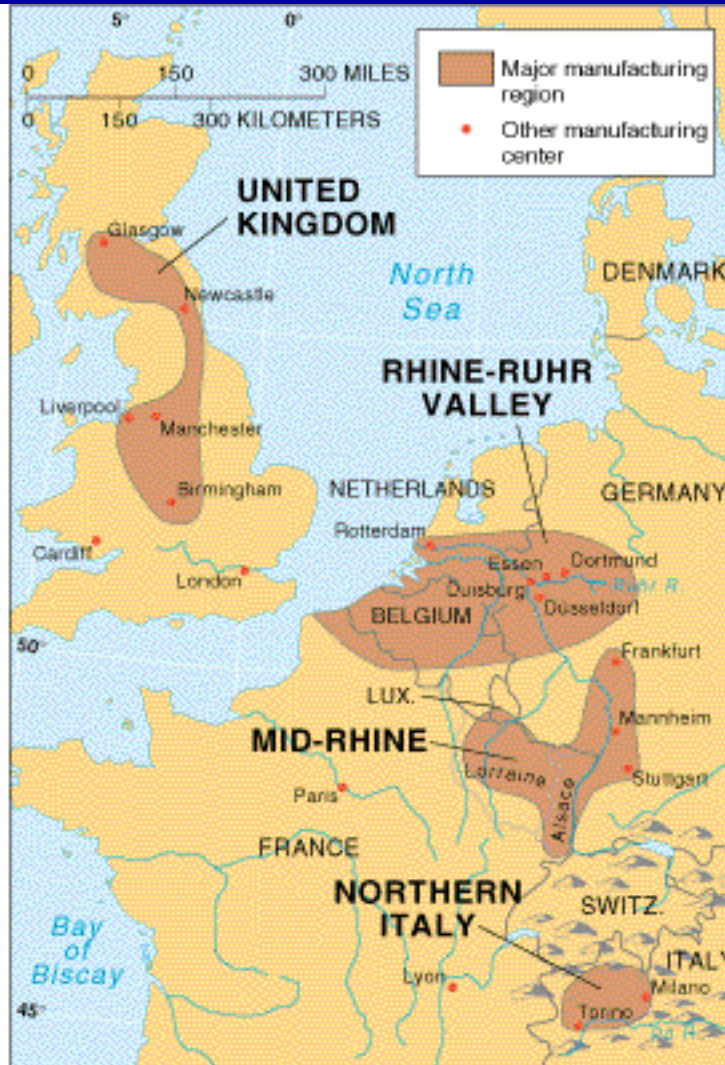 5°
0°
0 150 300 MILES
0 150 300 KILOMETERS
Major manufacturing
region
Other manufacturing
center
UNITED
KINGDOM
Glasgow
Newcastle
North
Sea
DENMARK
RHINE-RUHR
VALLEY
Liverpool
Manchester
Birmingham
NETHERLANDS
GERMANY
Rotterdam
Cardiff
London
Essen
Dortmund
Duisburg
Ruhr R.
Düsseldorf
BELGIUM
50°
Frankfurt
LUX.
Mannheim
MID-RHINE
Lorraine
Stuttgart
Paris
Alsace
FRANCE
NORTHERN
ITALY
SWITZ.
Bay
of
Biscay
ITALY
Lyon
Milano
45°
Torino
Po R.